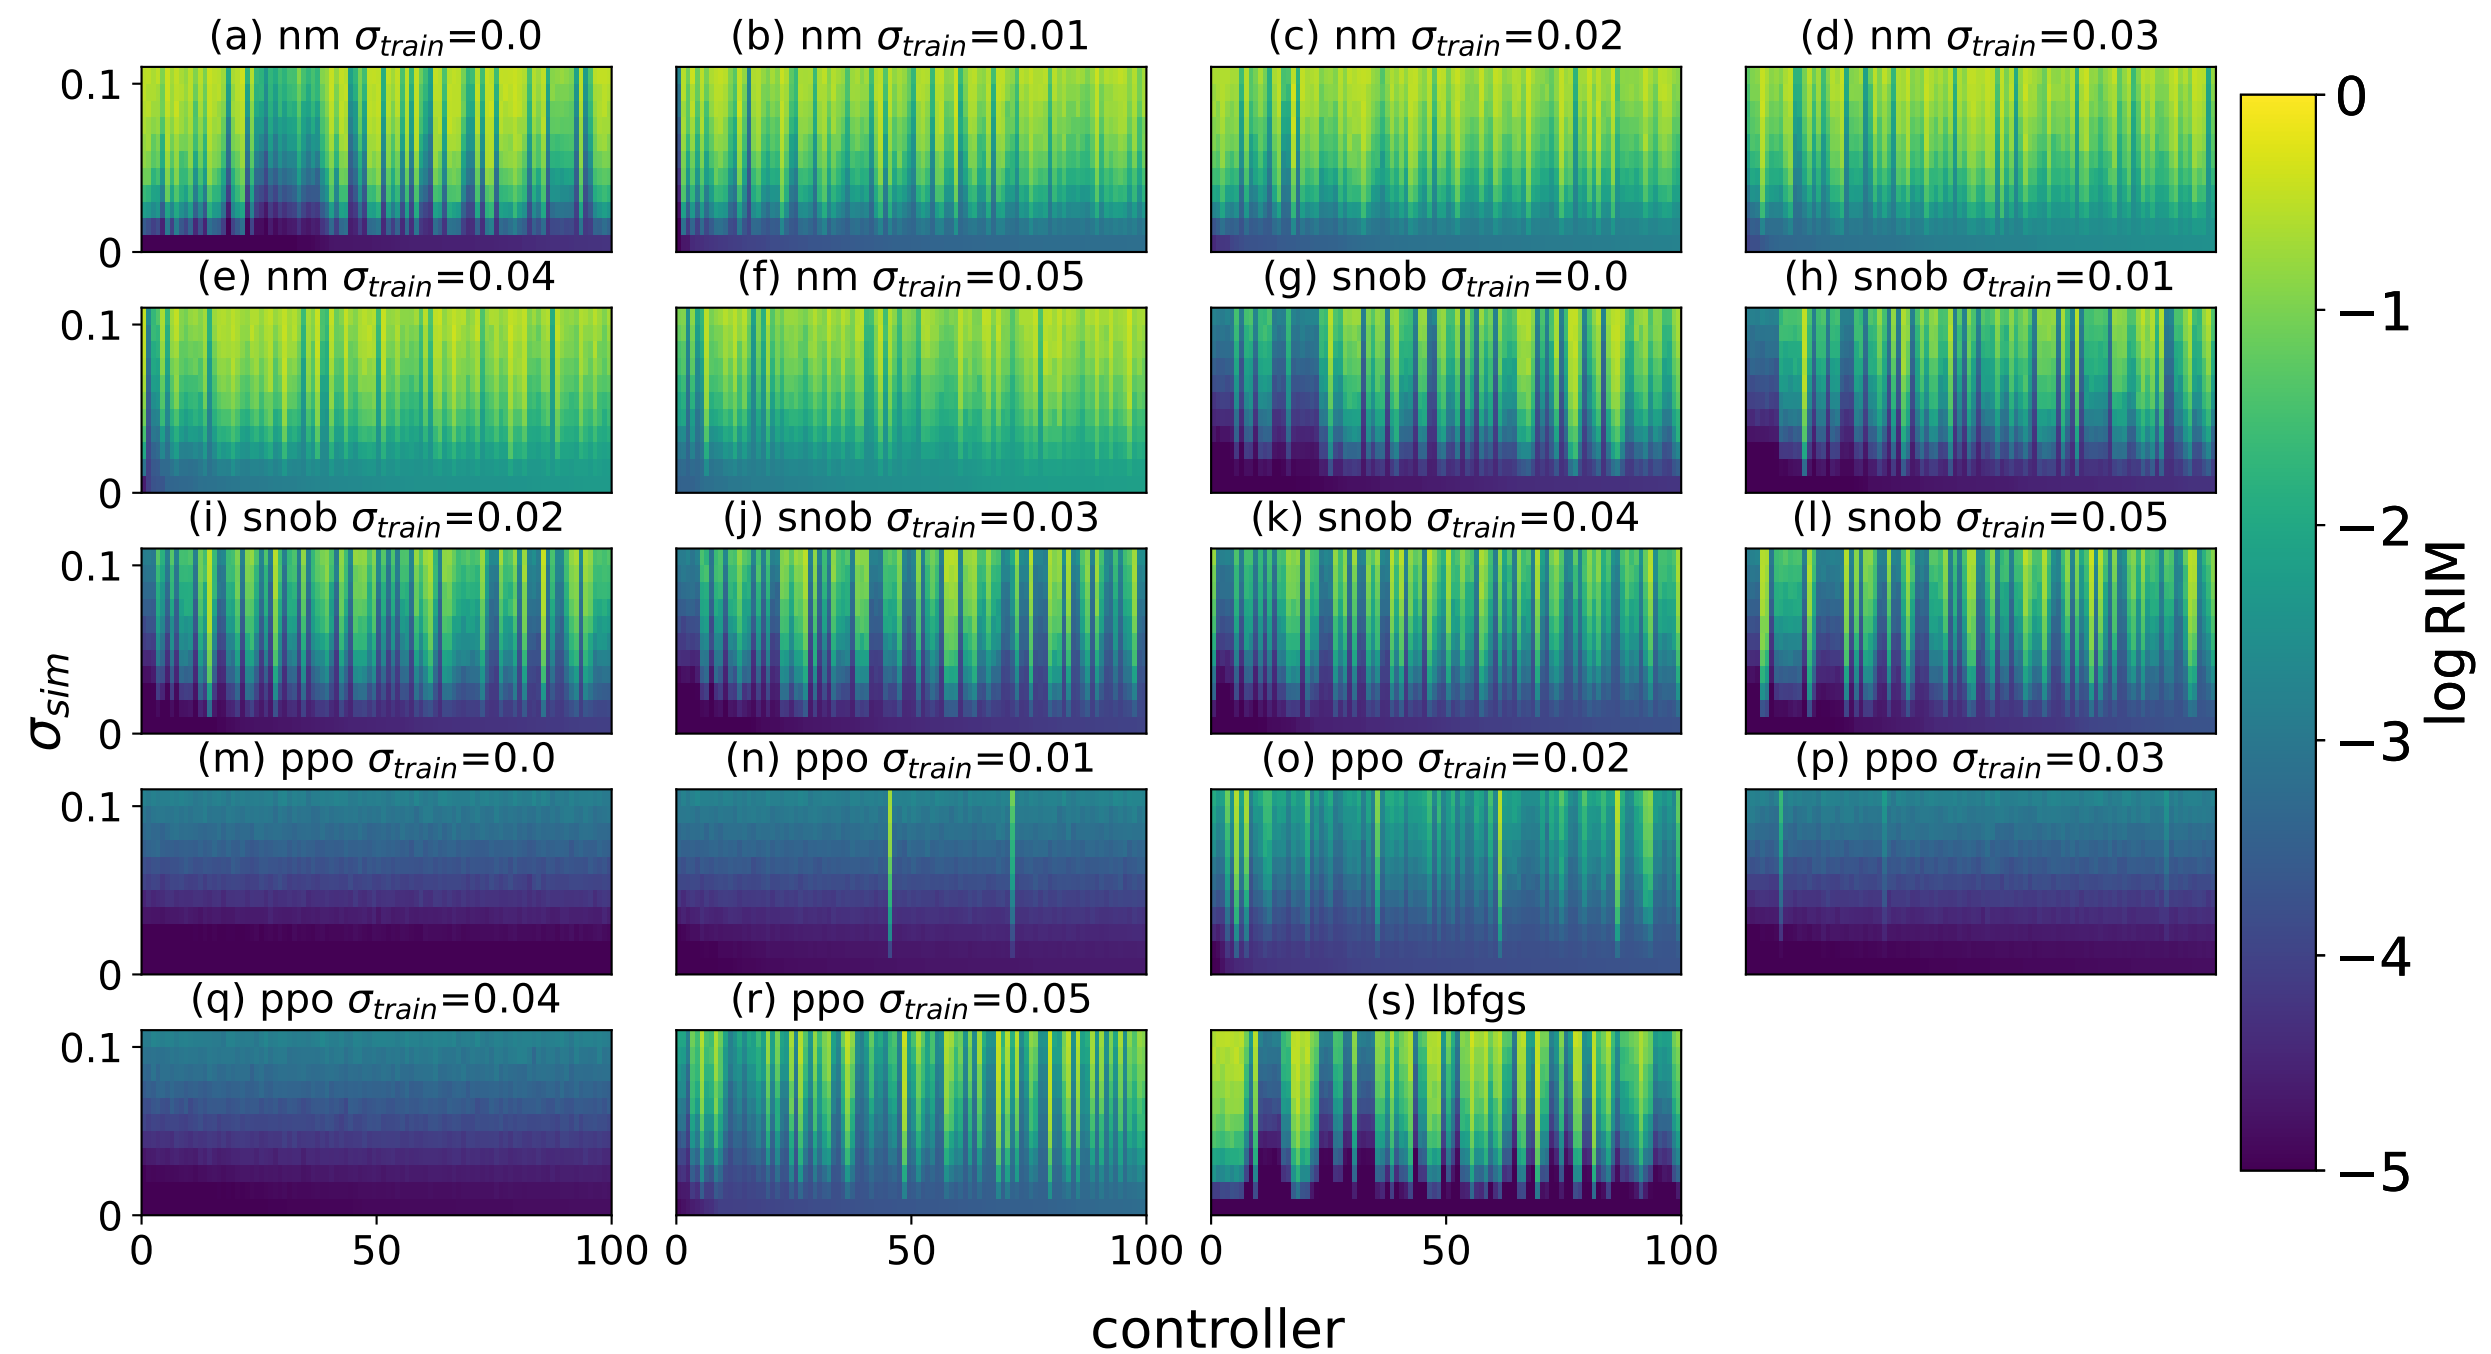 (a) nm σtrain=0.0
(b) nm σtrain=0.01
(c) nm σtrain=0.02
(d) nm σtrain=0.03
0.1
0
(e) nm σtrain=0.04
(f) nm σtrain=0.05
(g) snob σtrain=0.0
(h) snob σtrain=0.01
0.1
0
(i) snob σtrain=0.02
(j) snob σtrain=0.03
(k) snob σtrain=0.04
(l) snob σtrain=0.05
0.1
0
(m) ppo σtrain=0.0
(n) ppo σtrain=0.01
(o) ppo σtrain=0.02
(p) ppo σtrain=0.03
0.1
0
(q) ppo σtrain=0.04
(r) ppo σtrain=0.05
(s) lbfgs
0.1
0
0 50 100
0 50 100
0 50 100
controller
σsim
0
−1
−2
−3
−4
−5
log RIM